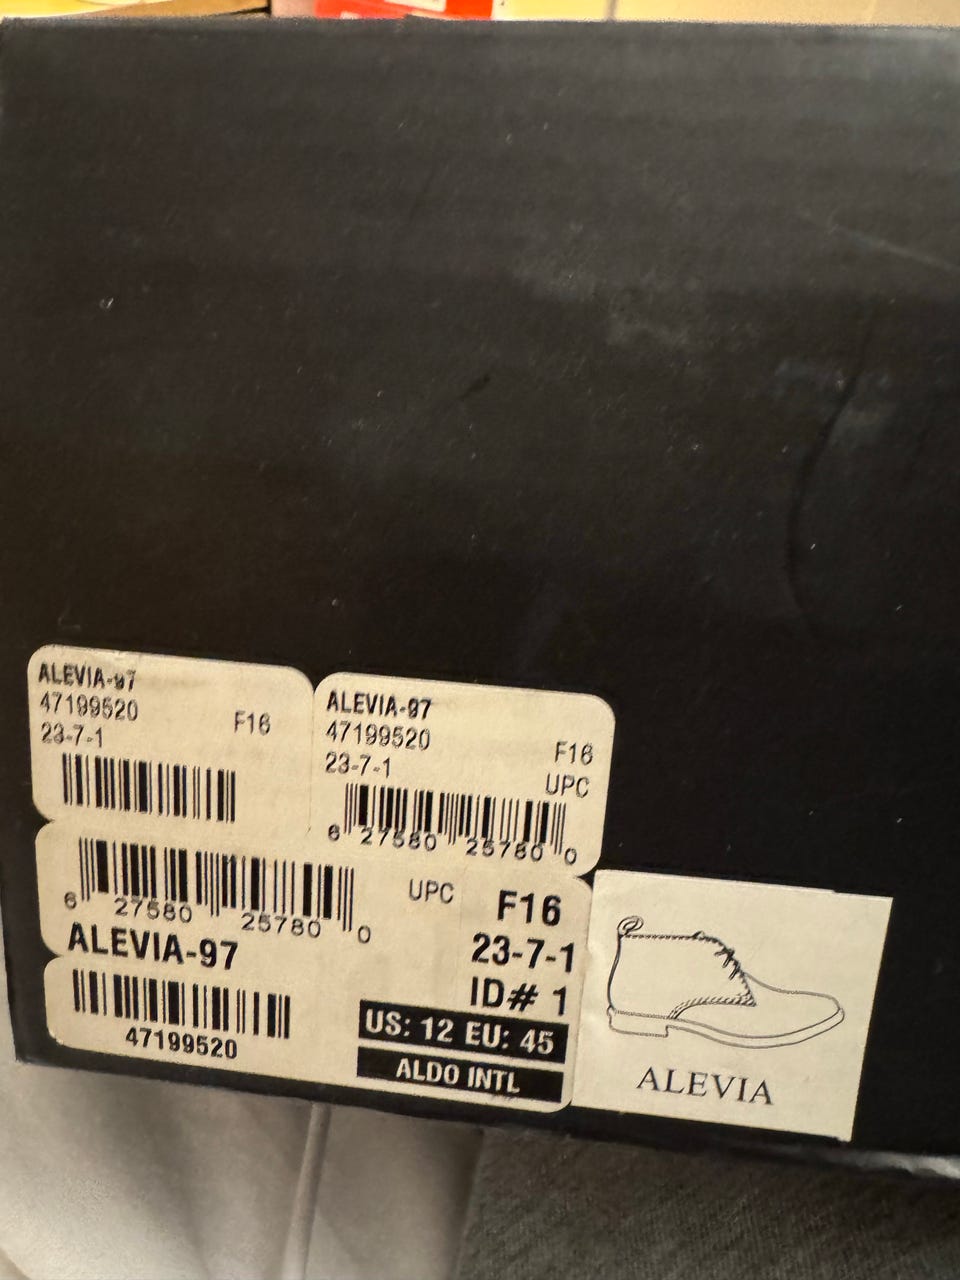 ALEVIA-97
47199520
F16
23-7-1
ALEVIA-97
47199520
F16
23-7-1
UPC
6 27580 25780 0
6 27580 25780 0
UPC
F16
ALEVIA-97
23-7-1
ID# 1
47199520
US: 12 EU: 45
ALDO INTL
ALEVIA